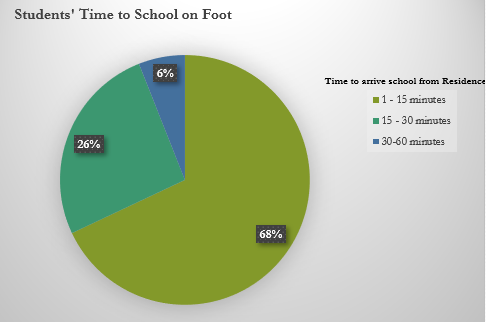 Students' Time to School on Foot
6%
Time to arrive school from Residence
1 - 15 minutes
15 - 30 minutes
26%
30-60 minutes
68%